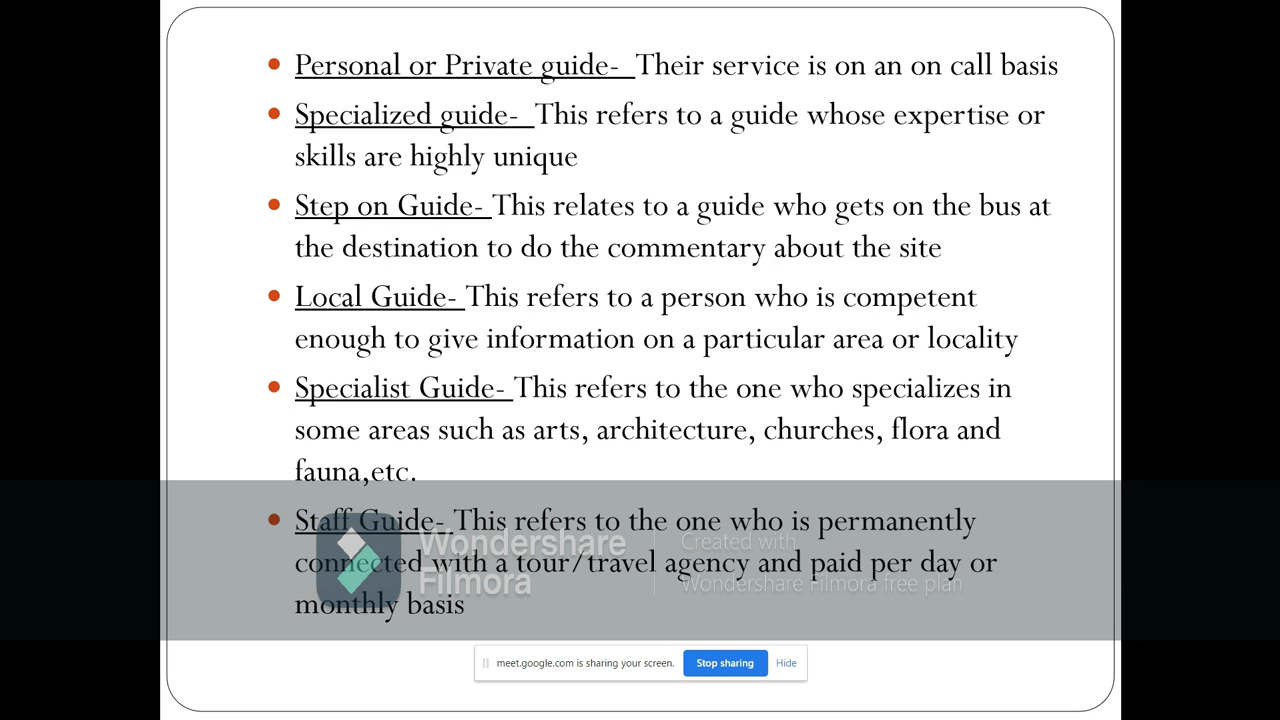 Personal or Private guide- Their service is on an on call basis
Specialized guide- This refers to a guide whose expertise or
skills are highly unique
Step on Guide- This relates to a guide who gets on the bus at
the destination to do the commentary about the site
Local Guide- This refers to a person who is competent
enough to give information on a particular area or locality
Specialist Guide- This refers to the one who specializes in
some areas such as arts, architecture, churches, flora and
fauna,etc.
Staff Guide- This refers to the one who is permanently
connected with a tour/travel agency and paid per day or
monthly basis
Wondershare
Filmora
Created with
Wondershare Filmora free plan
meet.google.com is sharing your screen. Stop sharing Hide